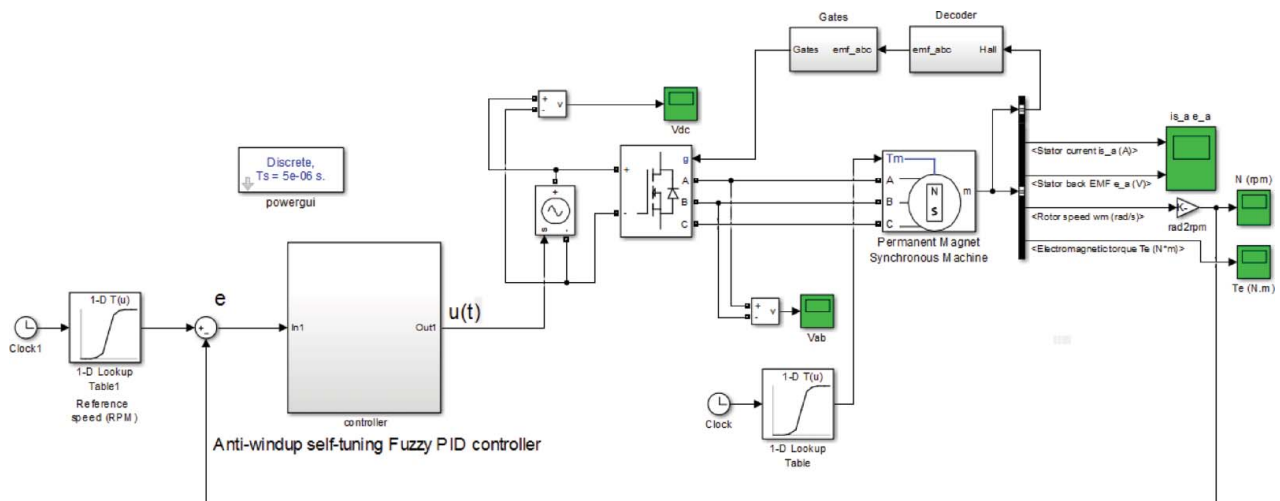 Gates
Decoder
Gates
emf_abc
emf_abc
Hall
+
-
v
Vdc
is_a e_a
Discrete,
Ts = 5e-06 s.
powergui
+
s
-
+
-
g
A
B
C
Tm
A
B
C
N
S
m
Permanent Magnet
Synchronous Machine
<Stator current is_a (A)>
<Stator back EMF e_a (V)>
<Rotor speed wm (rad/s)>
<Electromagnetic torque Te (N*m)>
K-
rad2rpm
N (rpm)
Te (N.m)
+
-
v
Vab
Clock1
1-D T(u)
1-D Lookup
Table1
Reference
speed (RPM)
e
+
-
In1
Out1
controller
u(t)
Anti-windup self-tuning Fuzzy PID controller
Clock
1-D T(u)
1-D Lookup
Table